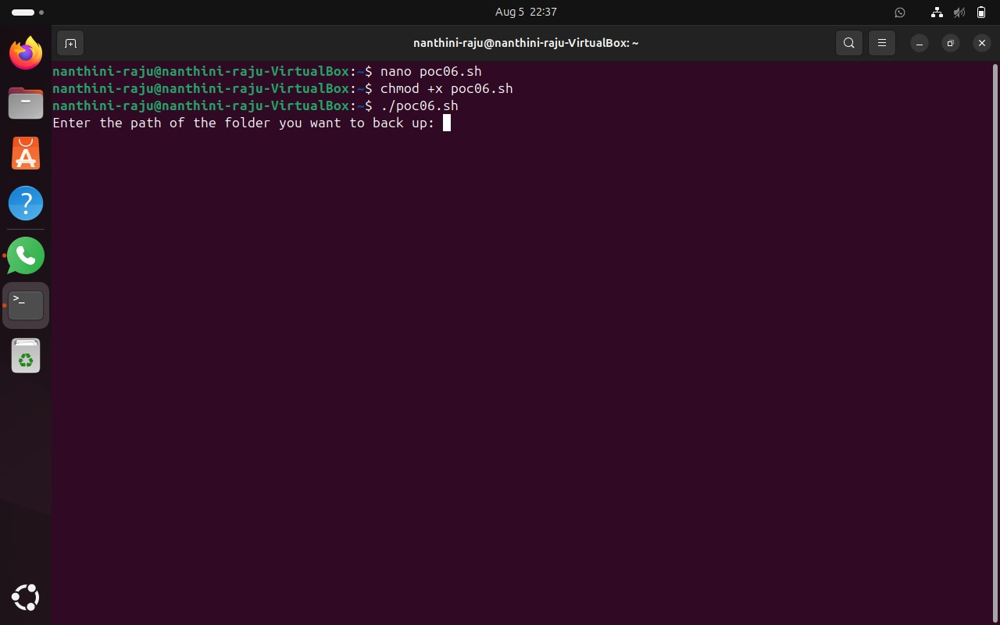 Aug 5 22:37
nanthini-raju@nanthini-raju-VirtualBox: ~
nanthini-raju@nanthini-raju-VirtualBox:~$ nano poc06.sh
nanthini-raju@nanthini-raju-VirtualBox:~$ chmod +x poc06.sh
nanthini-raju@nanthini-raju-VirtualBox:~$ ./poc06.sh
Enter the path of the folder you want to back up: